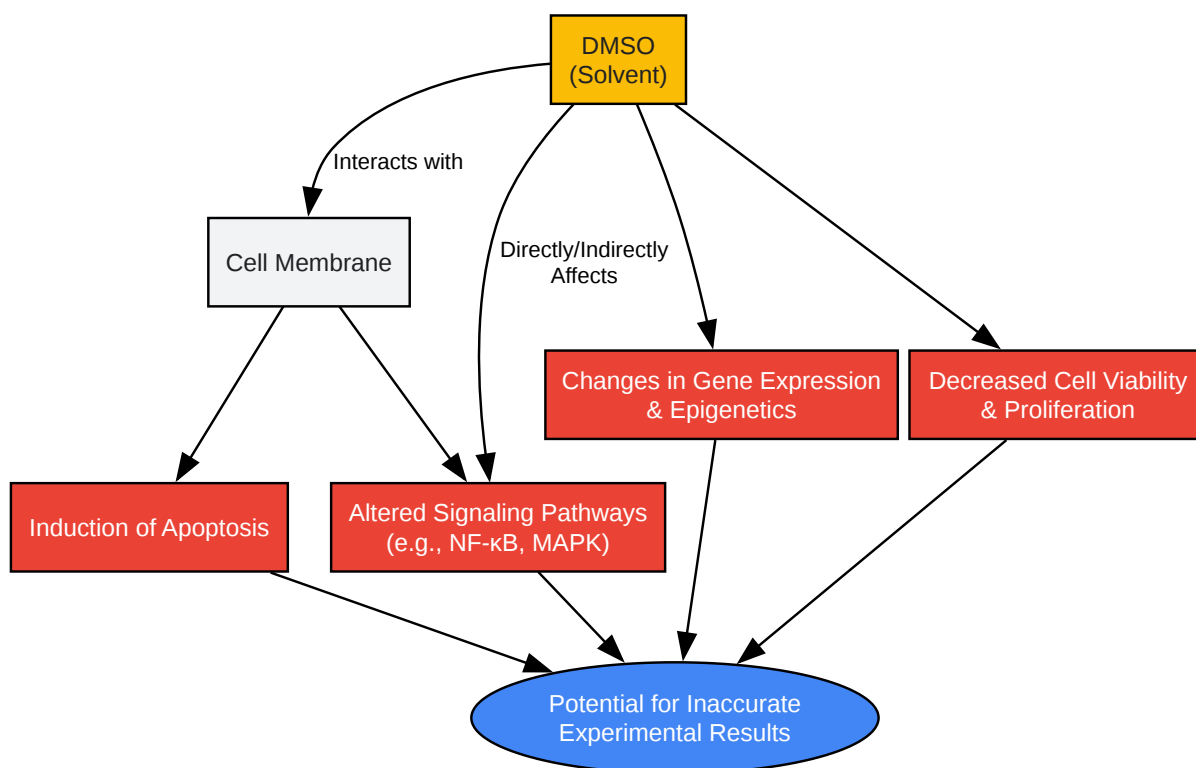 DMSO
(Solvent)
Interacts with
Cell Membrane
Directly/Indirectly
Affects
Changes in Gene Expression
& Epigenetics
Decreased Cell Viability
& Proliferation
Induction of Apoptosis
Altered Signaling Pathways
(e.g., NF-κB, MAPK)
Potential for Inaccurate
Experimental Results